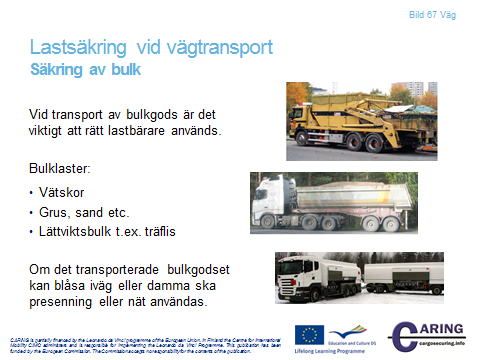 Bild 67 Väg
Lastsäkring vid vägtransport
Säkring av bulk
Vid transport av bulkgods är det
viktigt att rätt lastbärare används.
Bulklaster:
• Vätskor
• Grus, sand etc.
• Lättviktsbulk t.ex. träflis
Om det transporterade bulkgodset
kan blåsa iväg eller damma ska
presenning eller nät användas.
CARING is partially financed by the Leonardo da Vinci programme of the European Union. In Finland the Centre for International
Mobility CIMO administers and is responsible for implementing the Leonardo da Vinci Programme. This publication has been
funded by the European Commission. The Commission accepts no responsibility for the contents of the publication.
Education and Culture DG
Lifelong Learning Programme
CARING
cargosecuring.info